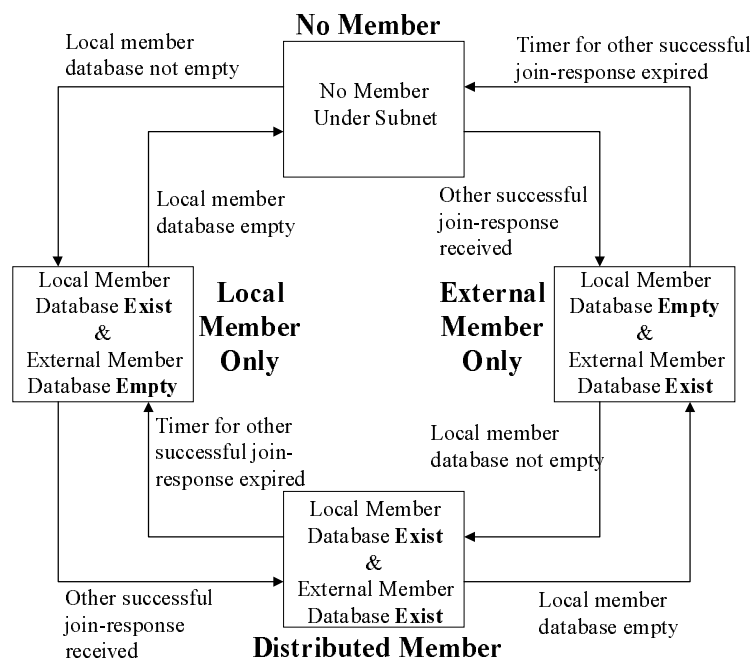 No Member
Local member
database not empty
Timer for other successful
join-response expired
No Member
Under Subnet
Local member
database empty
Other successful
join-response
received
Local Member
Database Exist
&
External Member
Database Empty
Local
Member
Only
External
Member
Only
Local Member
Database Empty
&
External Member
Database Exist
Timer for other
successful join-
response expired
Local member
database not empty
Local Member
Database Exist
&
External Member
Database Exist
Other successful
join-response
received
Local member
database empty
Distributed Member